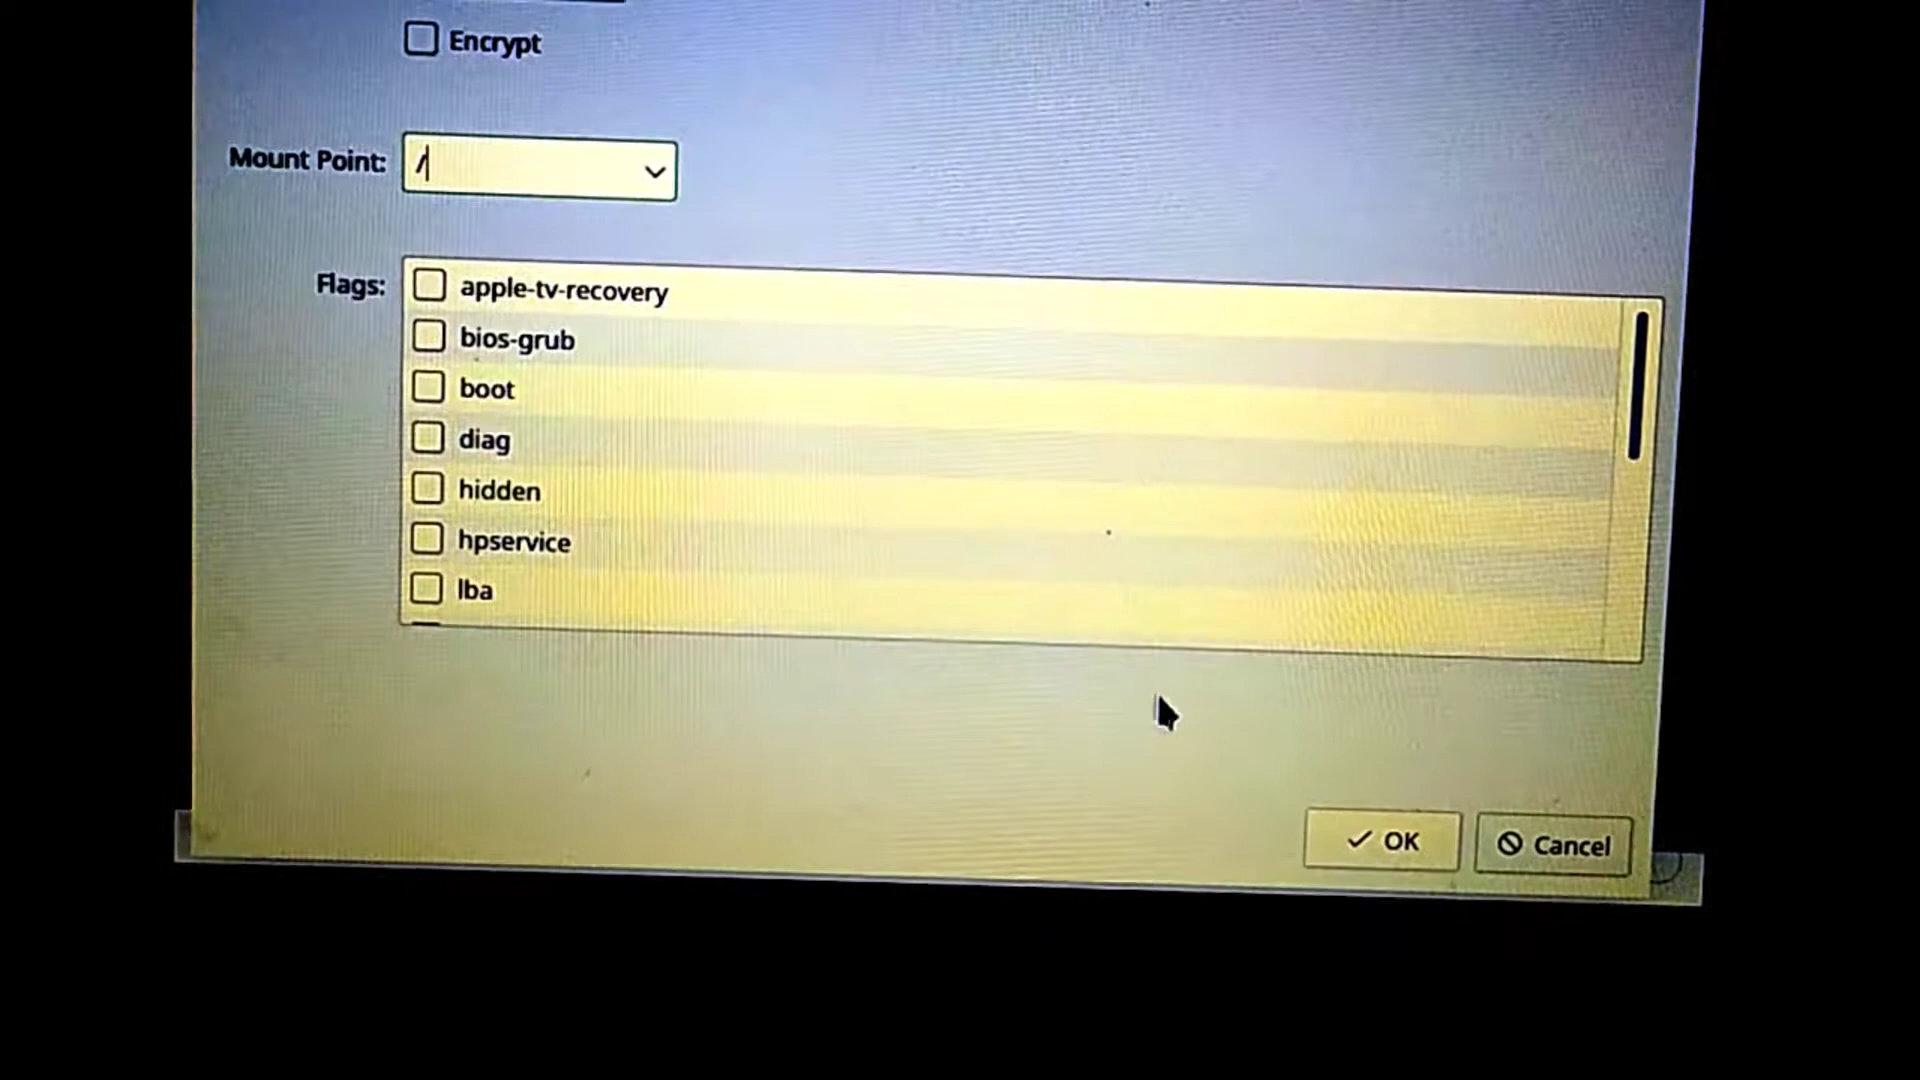 Encrypt
Mount Point: /
Flags:
apple-tv-recovery
bios-grub
boot
diag
hidden
hpservice
lba
OK
Cancel